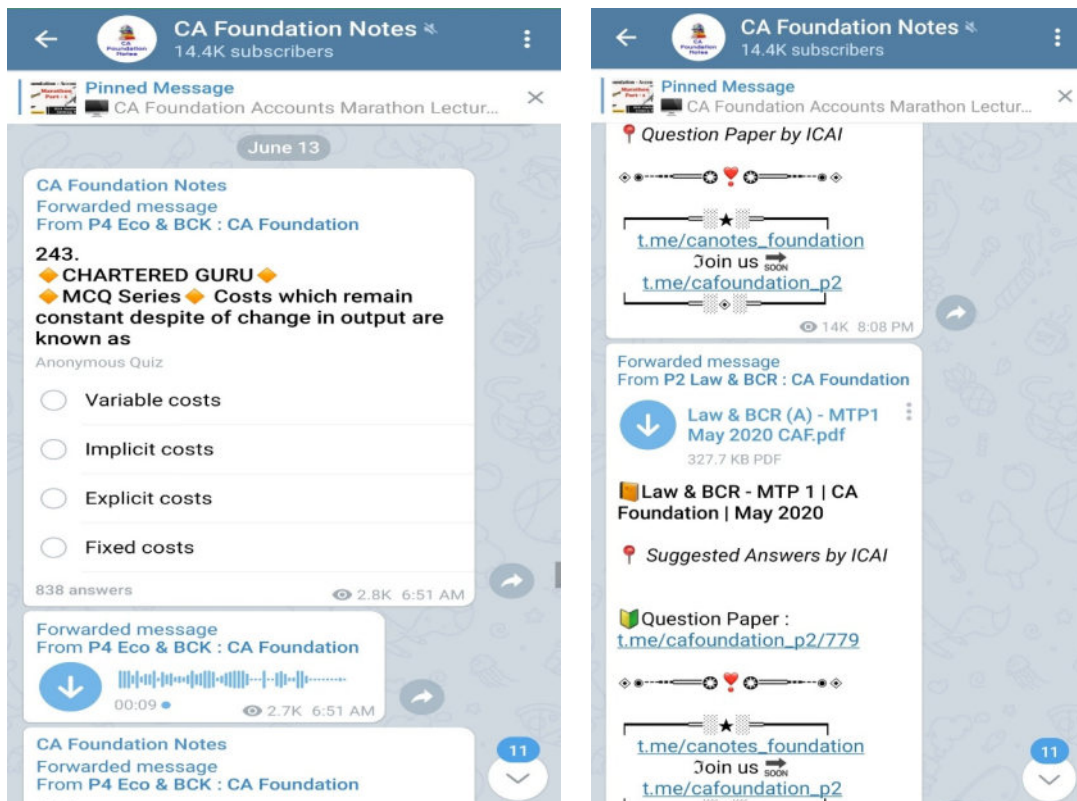 CA Foundation Notes
14.4K subscribers
Pinned Message
CA Foundation Accounts Marathon Lectur...
June 13
CA Foundation Notes
Forwarded message
From P4 Eco & BCK : CA Foundation
243.
🔶CHARTERED GURU🔶
🔶MCQ Series🔶 Costs which remain
constant despite of change in output are
known as
Anonymous Quiz
Variable costs
Implicit costs
Explicit costs
Fixed costs
838 answers
2.8K 6:51 AM
Forwarded message
From P4 Eco & BCK : CA Foundation
00:09
2.7K 6:51 AM
CA Foundation Notes
Forwarded message
From P4 Eco & BCK : CA Foundation
11
CA Foundation Notes
14.4K subscribers
Pinned Message
CA Foundation Accounts Marathon Lectur...
📍Question Paper by ICAI
t.me/canotes_foundation
ℑoin us 🔜
t.me/cafoundation_p2
14K 8:08 PM
Forwarded message
From P2 Law & BCR : CA Foundation
Law & BCR (A) - MTP1
May 2020 CAF.pdf
327.7 KB PDF
📙Law & BCR - MTP 1 | CA
Foundation | May 2020
📍 Suggested Answers by ICAI
🔰Question Paper :
t.me/cafoundation_p2/779
t.me/canotes_foundation
ℑoin us 🔜
t.me/cafoundation_p2
11